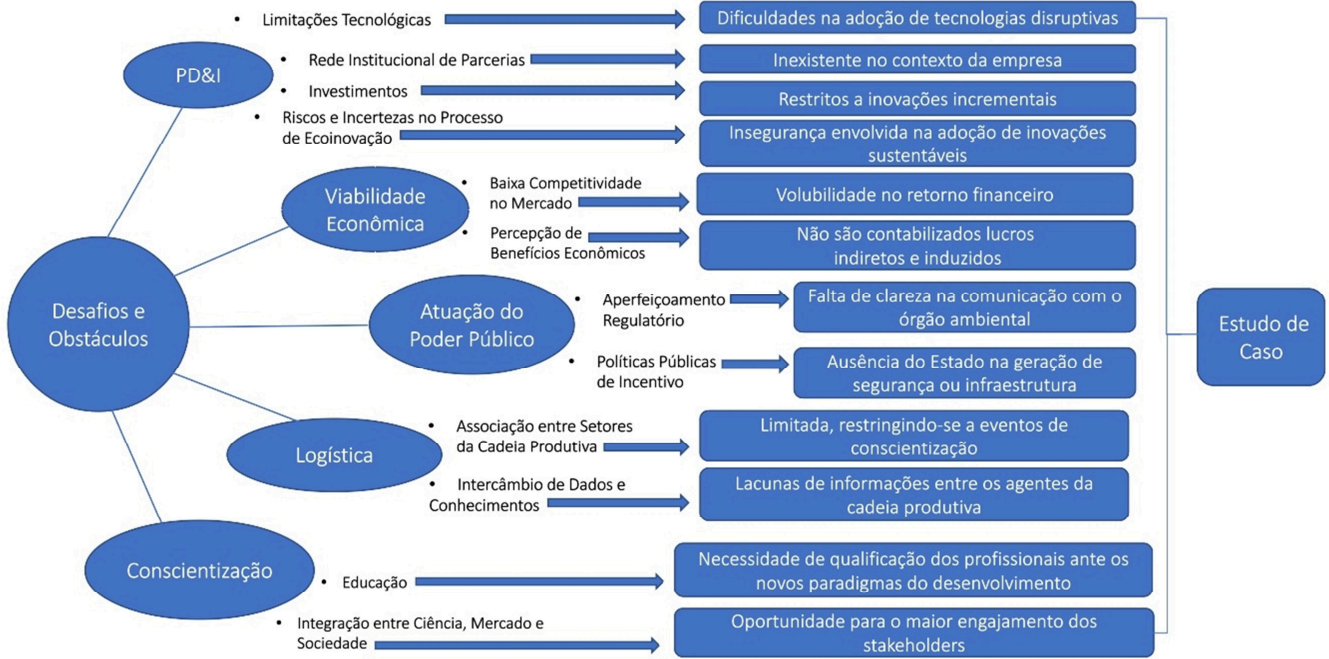 Desafios e
Obstáculos
PD&I
• Limitações Tecnológicas
Dificuldades na adoção de tecnologias disruptivas
• Rede Institucional de Parcerias
Inexistente no contexto da empresa
• Investimentos
Restritos a inovações incrementais
• Riscos e Incertezas no Processo
de Ecoinovação
Insegurança envolvida na adoção de inovações
sustentáveis
Viabilidade
Econômica
• Baixa Competitividade
no Mercado
Volubilidade no retorno financeiro
• Percepção de
Benefícios Econômicos
Não são contabilizados lucros
indiretos e induzidos
Atuação do
Poder Público
• Aperfeiçoamento
Regulatório
Falta de clareza na comunicação com o
órgão ambiental
• Políticas Públicas
de Incentivo
Ausência do Estado na geração de
segurança ou infraestrutura
Logística
• Associação entre Setores
da Cadeia Produtiva
Limitada, restringindo-se a eventos de
conscientização
• Intercâmbio de Dados e
Conhecimentos
Lacunas de informações entre os agentes da
cadeia produtiva
Conscientização
• Educação
Necessidade de qualificação dos profissionais ante os
novos paradigmas do desenvolvimento
• Integração entre Ciência, Mercado e
Sociedade
Oportunidade para o maior engajamento dos
stakeholders
Estudo de
Caso